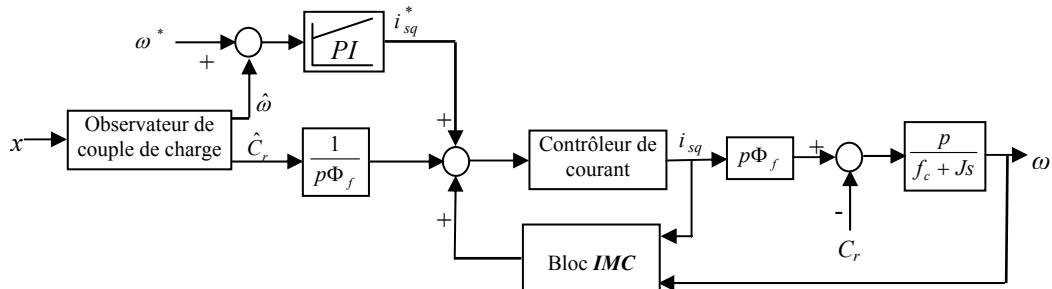 ω* + PI i*sq
ω̂
x Observateur de
couple de charge
Ĉr 1
pΦf
+
Contrôleur de
courant
isq pΦf + p
fc + Js
ω
+
-
Cr
Bloc IMC